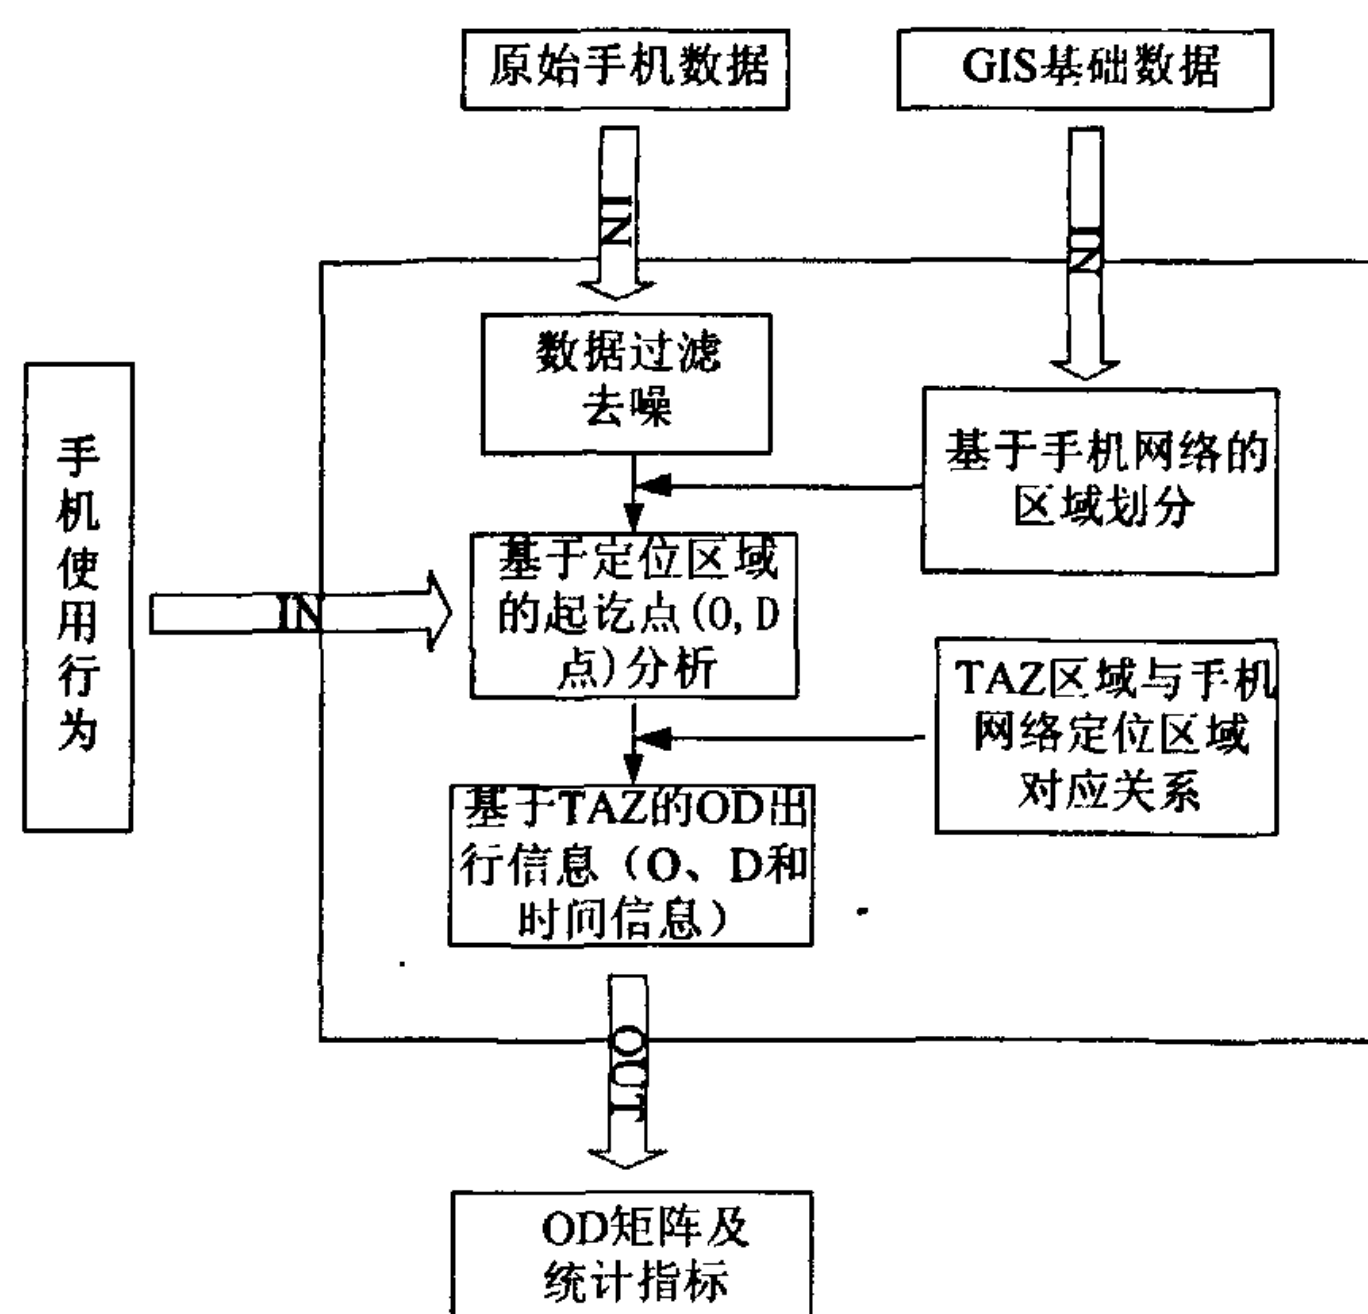 原始手机数据
GIS基础数据
IN
IN
数据过滤
去噪
手机使用行为
基于手机网络的
区域划分
IN
基于定位区域
的起讫点(O,D
点)分析
TAZ区域与手机
网络定位区域
对应关系
基于TAZ的OD出
行信息（O、D和
时间信息）
OUT
OD矩阵及
统计指标